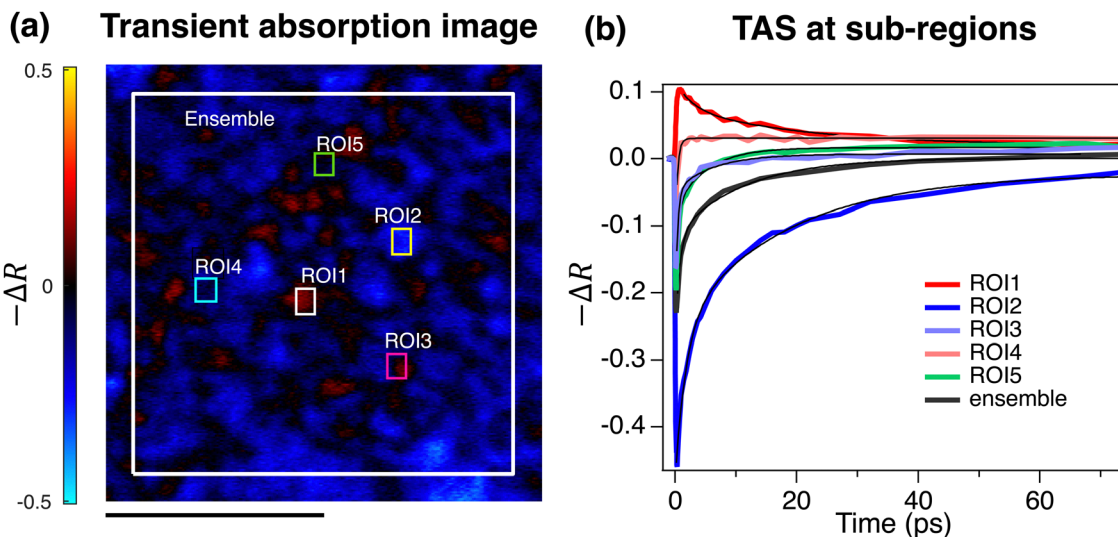 (a) Transient absorption image
0.5
0
-0.5
−ΔR
Ensemble
ROI5
ROI2
ROI4
ROI1
ROI3
(b) TAS at sub-regions
0.1
0.0
-0.1
-0.2
-0.3
-0.4
−ΔR
ROI1
ROI2
ROI3
ROI4
ROI5
ensemble
0 20 40 60
Time (ps)